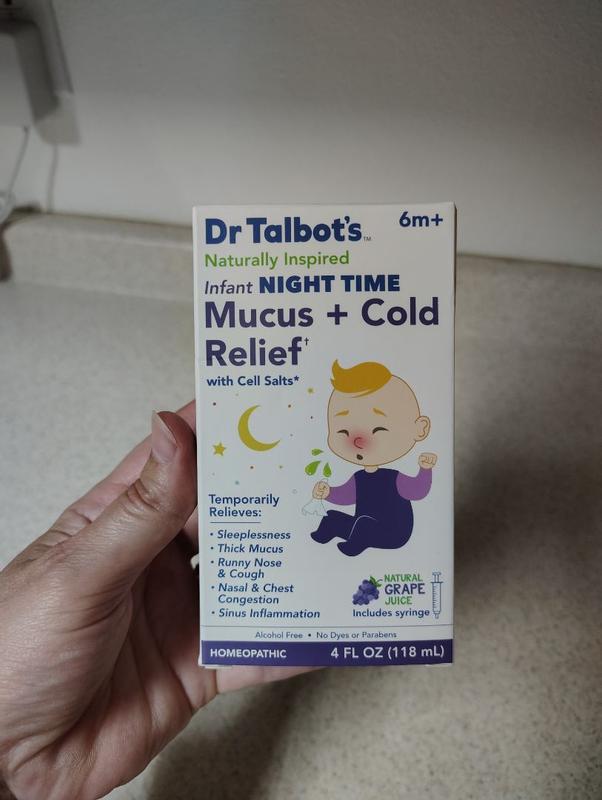 Dr Talbot's™
6m+
Naturally Inspired
Infant NIGHT TIME
Mucus + Cold
Relief†
with Cell Salts*
Temporarily
Relieves:
• Sleeplessness
• Thick Mucus
• Runny Nose
& Cough
• Nasal & Chest
Congestion
• Sinus Inflammation
NATURAL
GRAPE
JUICE
Includes syringe
Alcohol Free • No Dyes or Parabens
HOMEOPATHIC 4 FL OZ (118 mL)